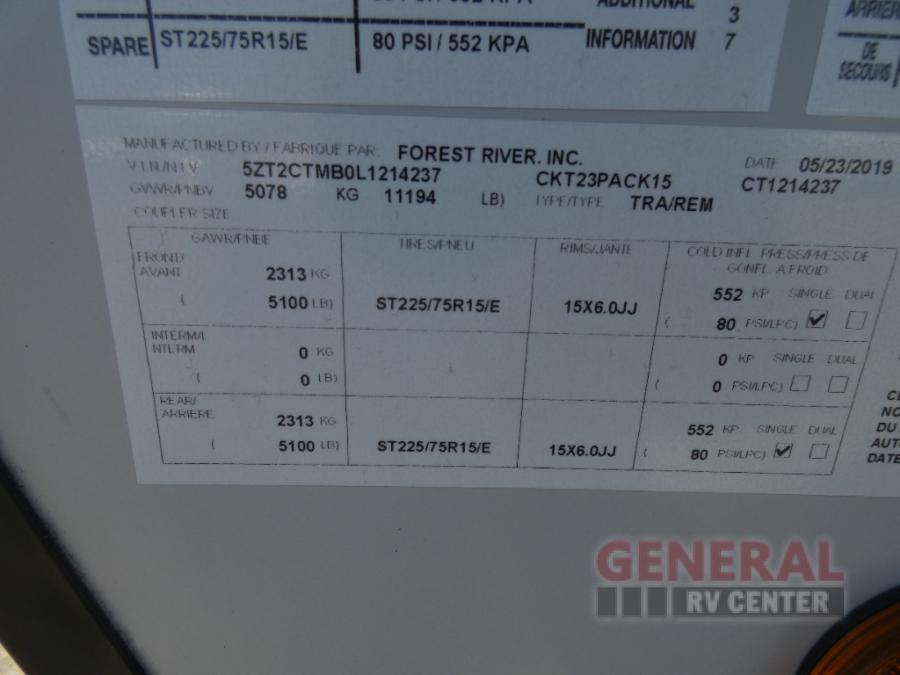 ADDITIONAL 3
SPARE ST225/75R15/E 80 PSI / 552 KPA INFORMATION 7
DE
SECOURS
MANUFACTURED BY / FABRIQUE PAR FOREST RIVER. INC. DATE 05/23/2019
VIN/NIV 5ZT2CTMB0L1214237 CKT23PACK15 CT1214237
GVWR/PNBV 5078 KG 11194 LB) TYPE/TYPE TRA/REM
COUPLER SIZE
GAWR/PNBE TIRES/PNEU RIMS/JANTE COLD INFL. PRESS/PRESS DE
GONFL. A FROID
FRONT/
AVANT 2313 KG 552 KP SINGLE DUAL
( 5100 LB) ST225/75R15/E 15X6.0JJ ( 80 PSI/LPC)
INTERM/I
NTERM 0 KG 0 KP SINGLE DUAL
( 0 LB) ( 0 PSI/LPC)
REAR/
ARRIERE 2313 KG 552 KP SINGLE DUAL
( 5100 LB) ST225/75R15/E 15X6.0JJ ( 80 PSI/LPC)
DU
DATE
GENERAL
RV CENTER